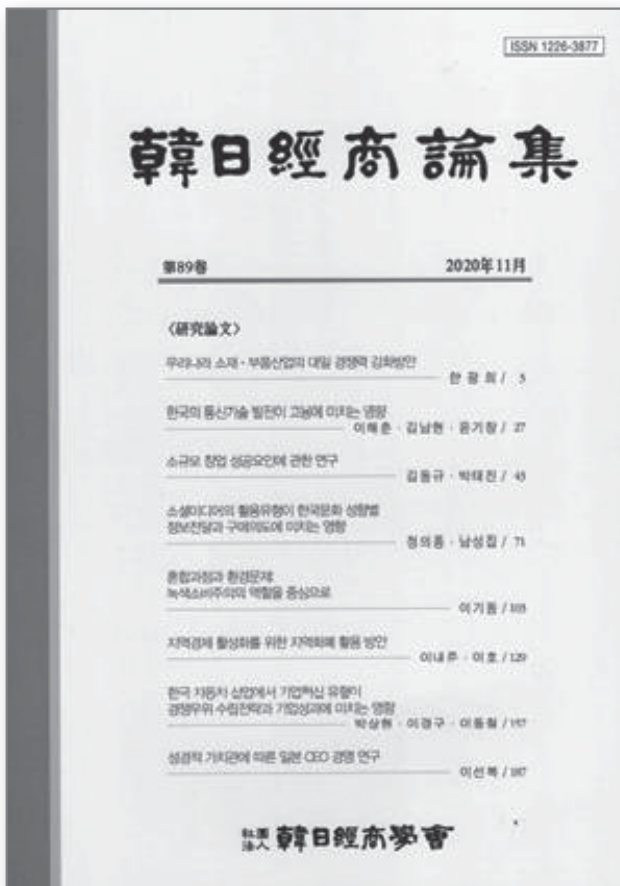 ISSN 1226-3877
韓日經商論集
第89卷 2020年11月
〈硏究論文〉
우리나라 소재·부품산업의 대일 경쟁력 강화방안
한 광 희 / 5
한국의 통신기술 발전이 고용에 미치는 영향
이해춘 · 김남현 · 윤기창 / 27
소규모 창업 성공요인에 관한 연구
김동규 · 박태진 / 45
소셜미디어의 활용유형이 한국문화 성향별
정보전달과 구매의도에 미치는 영향
정의종 · 남성집 / 71
혼합과점과 환경문제:
녹색소비주의의 역할을 중심으로
이기동 / 103
지역경제 활성화를 위한 지역화폐 활용 방안
이내주 · 이호 / 129
한국 자동차 산업에서 기업혁신 유형이
경쟁우위 수립전략과 기업성과에 미치는 영향
박상현 · 이경구 · 이동철 / 157
성경적 가치관에 따른 일본 CEO 경영 연구
이선복 / 187
社團法人 韓日經商學會